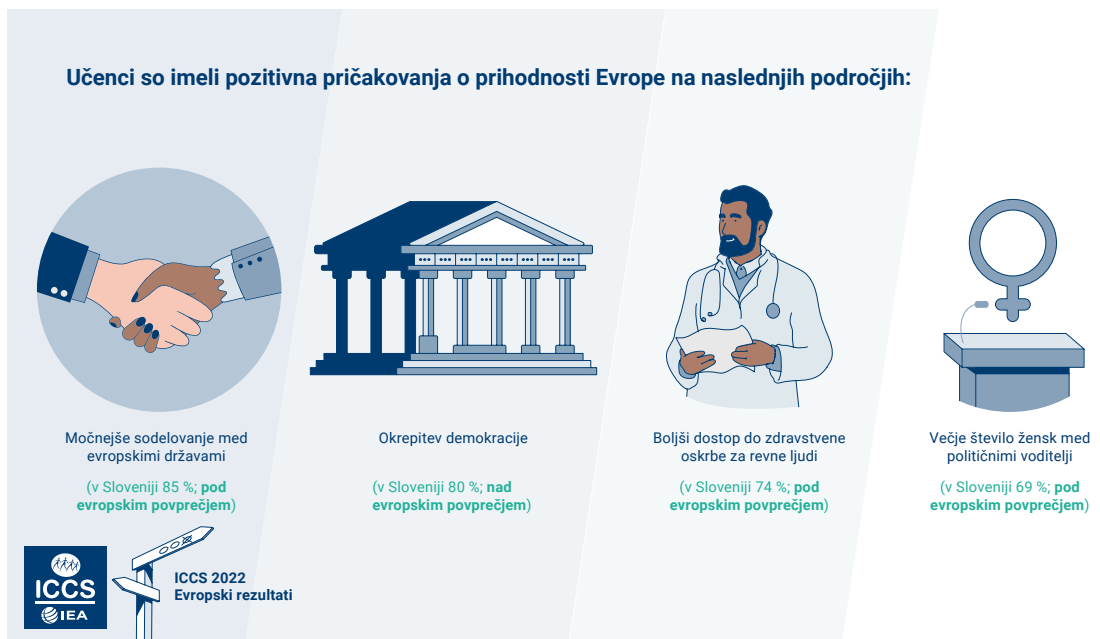 Učenci so imeli pozitivna pričakovanja o prihodnosti Evrope na naslednjih področjih:
Močnejše sodelovanje med
evropskimi državami
(v Sloveniji 85 %; pod
evropskim povprečjem)
Okrepitev demokracije
(v Sloveniji 80 %; nad
evropskim povprečjem)
Boljši dostop do zdravstvene
oskrbe za revne ljudi
(v Sloveniji 74 %; pod
evropskim povprečjem)
Večje število žensk med
političnimi voditelji
(v Sloveniji 69 %; pod
evropskim povprečjem)
ICCS
IEA
ICCS 2022
Evropski rezultati